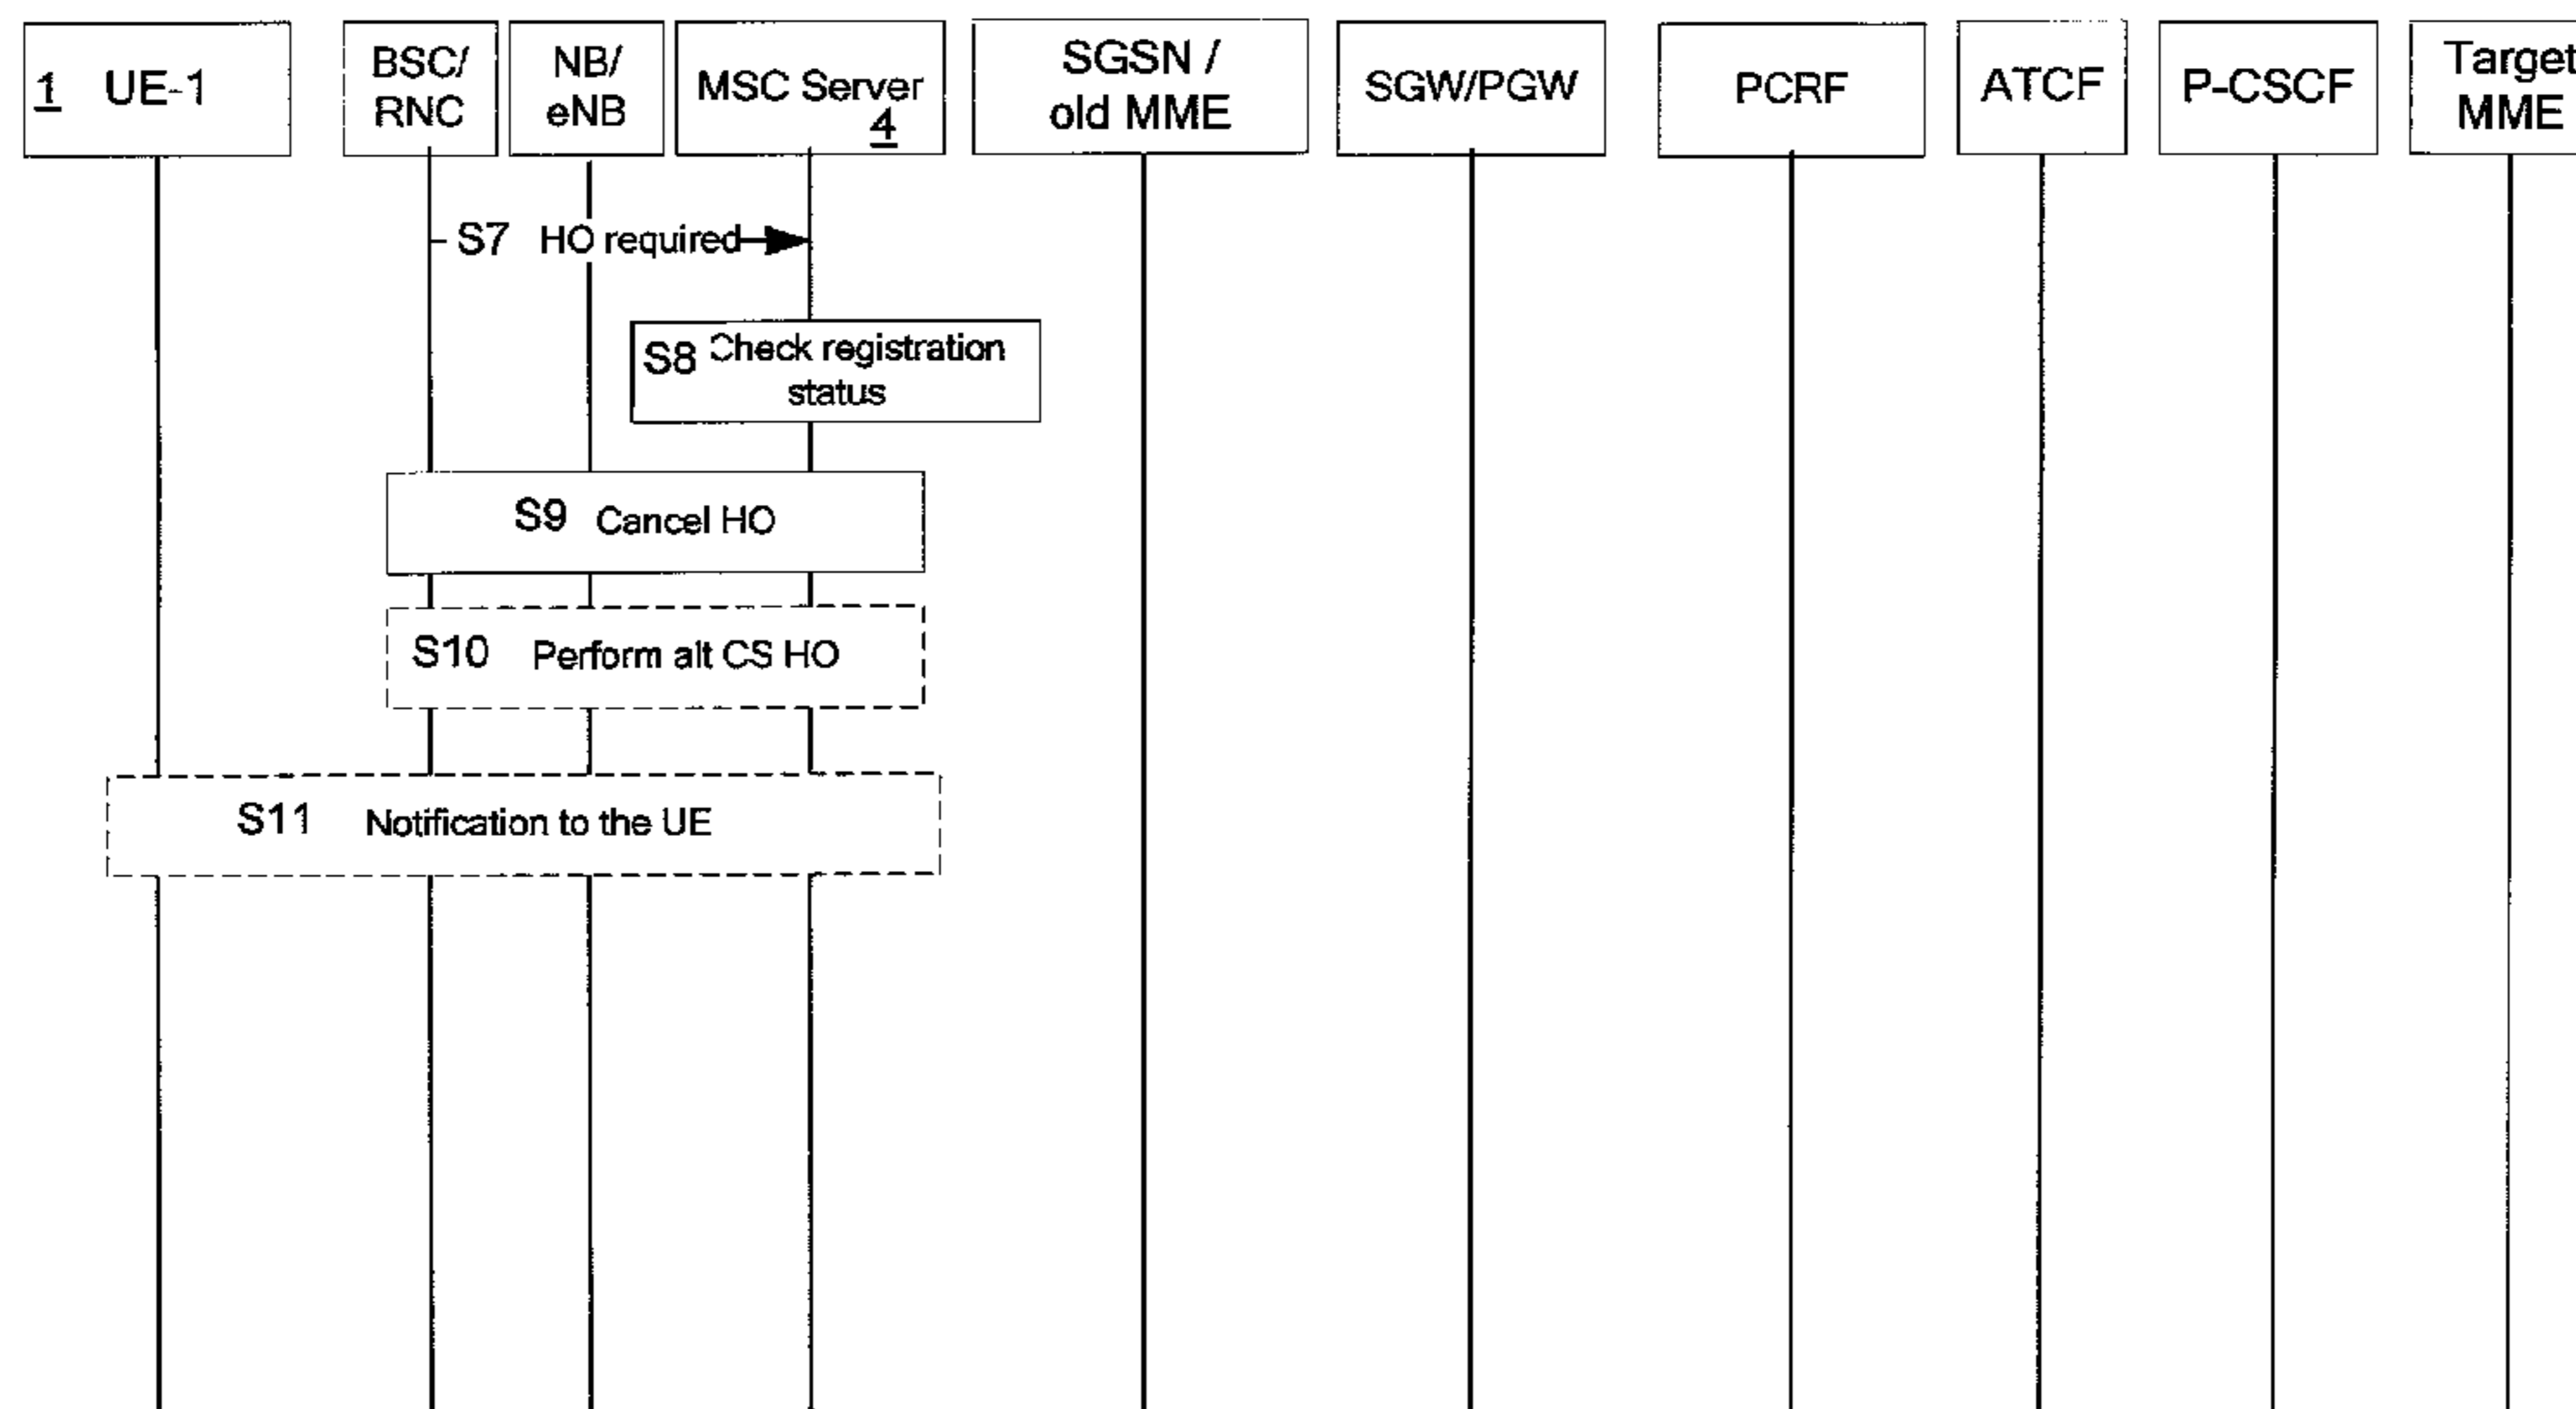 1 UE-1
BSC/
RNC
NB/
eNB
MSC Server
4
SGSN /
old MME
SGW/PGW
PCRF
ATCF
P-CSCF
Target
MME
S7 HO required
S8 Check registration
status
S9 Cancel HO
S10 Perform alt CS HO
S11 Notification to the UE